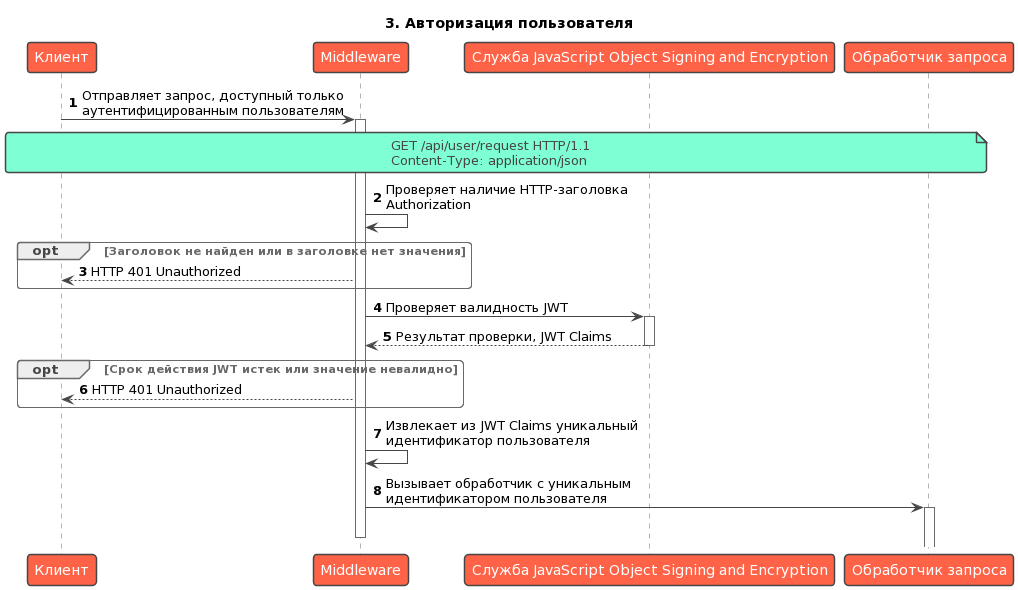 3. Авторизация пользователя
Клиент
Middleware
Служба JavaScript Object Signing and Encryption
Обработчик запроса
1 Отправляет запрос, доступный только
аутентифицированным пользователям
GET /api/user/request HTTP/1.1
Content-Type: application/json
2 Проверяет наличие HTTP-заголовка
Authorization
opt [Заголовок не найден или в заголовке нет значения]
3 HTTP 401 Unauthorized
4 Проверяет валидность JWT
5 Результат проверки, JWT Claims
opt [Срок действия JWT истек или значение невалидно]
6 HTTP 401 Unauthorized
7 Извлекает из JWT Claims уникальный
идентификатор пользователя
8 Вызывает обработчик с уникальным
идентификатором пользователя
Клиент
Middleware
Служба JavaScript Object Signing and Encryption
Обработчик запроса